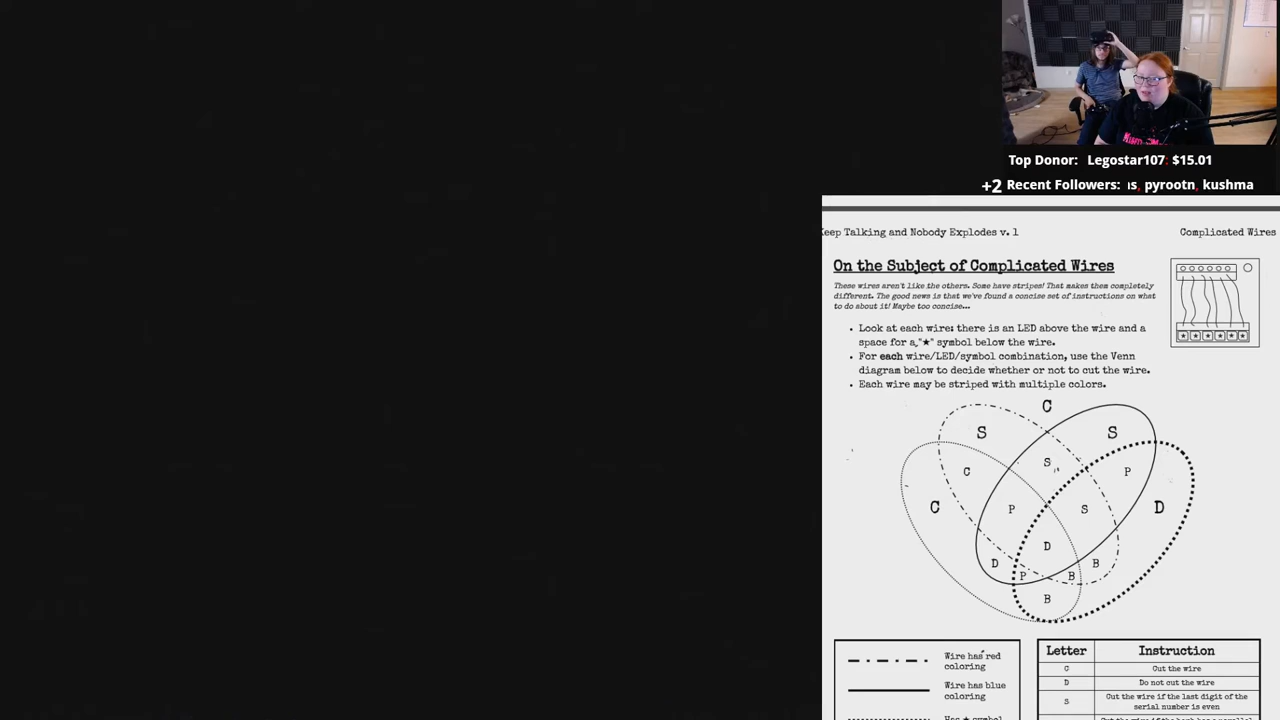 Top Donor: Legostar107: $15.01
+2 Recent Followers: is, pyrootn, kushma
Keep Talking and Nobody Explodes v. 1
Complicated Wires
On the Subject of Complicated Wires
These wires aren't like the others. Some have stripes! That makes them completely
different. The good news is that we've found a concise set of instructions on what
to do about it! Maybe too concise...
• Look at each wire: there is an LED above the wire and a
space for a "★" symbol below the wire.
• For each wire/LED/symbol combination, use the Venn
diagram below to decide whether or not to cut the wire.
• Each wire may be striped with multiple colors.
C
S S
S
C P
C P S D
D
D B
P B
B
Wire has red
coloring
Wire has blue
coloring
Has ★ symbol
Letter Instruction
C Cut the wire
D Do not cut the wire
S Cut the wire if the last digit of the
serial number is even